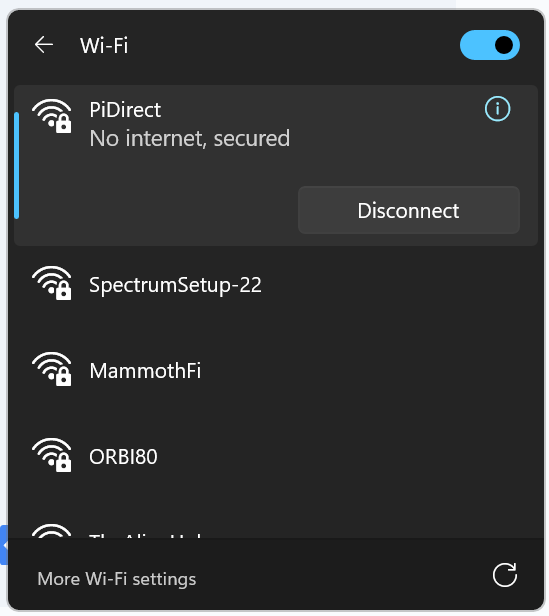 Wi-Fi
PiDirect
No internet, secured
Disconnect
SpectrumSetup-22
MammothFi
ORBI80
More Wi-Fi settings